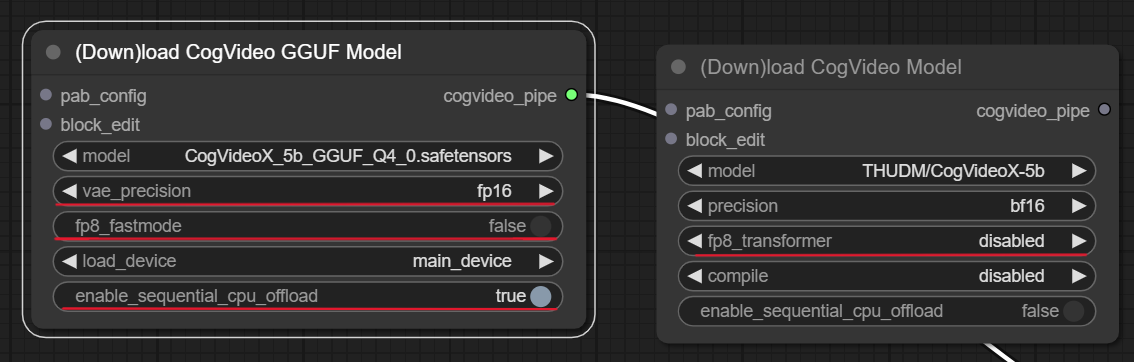 (Down)load CogVideo GGUF Model
pab_config cogvideo_pipe
block_edit
model CogVideoX_5b_GGUF_Q4_0.safetensors
vae_precision fp16
fp8_fastmode false
load_device main_device
enable_sequential_cpu_offload true
(Down)load CogVideo Model
pab_config cogvideo_pipe
block_edit
model THUDM/CogVideoX-5b
precision bf16
fp8_transformer disabled
compile disabled
enable_sequential_cpu_offload false